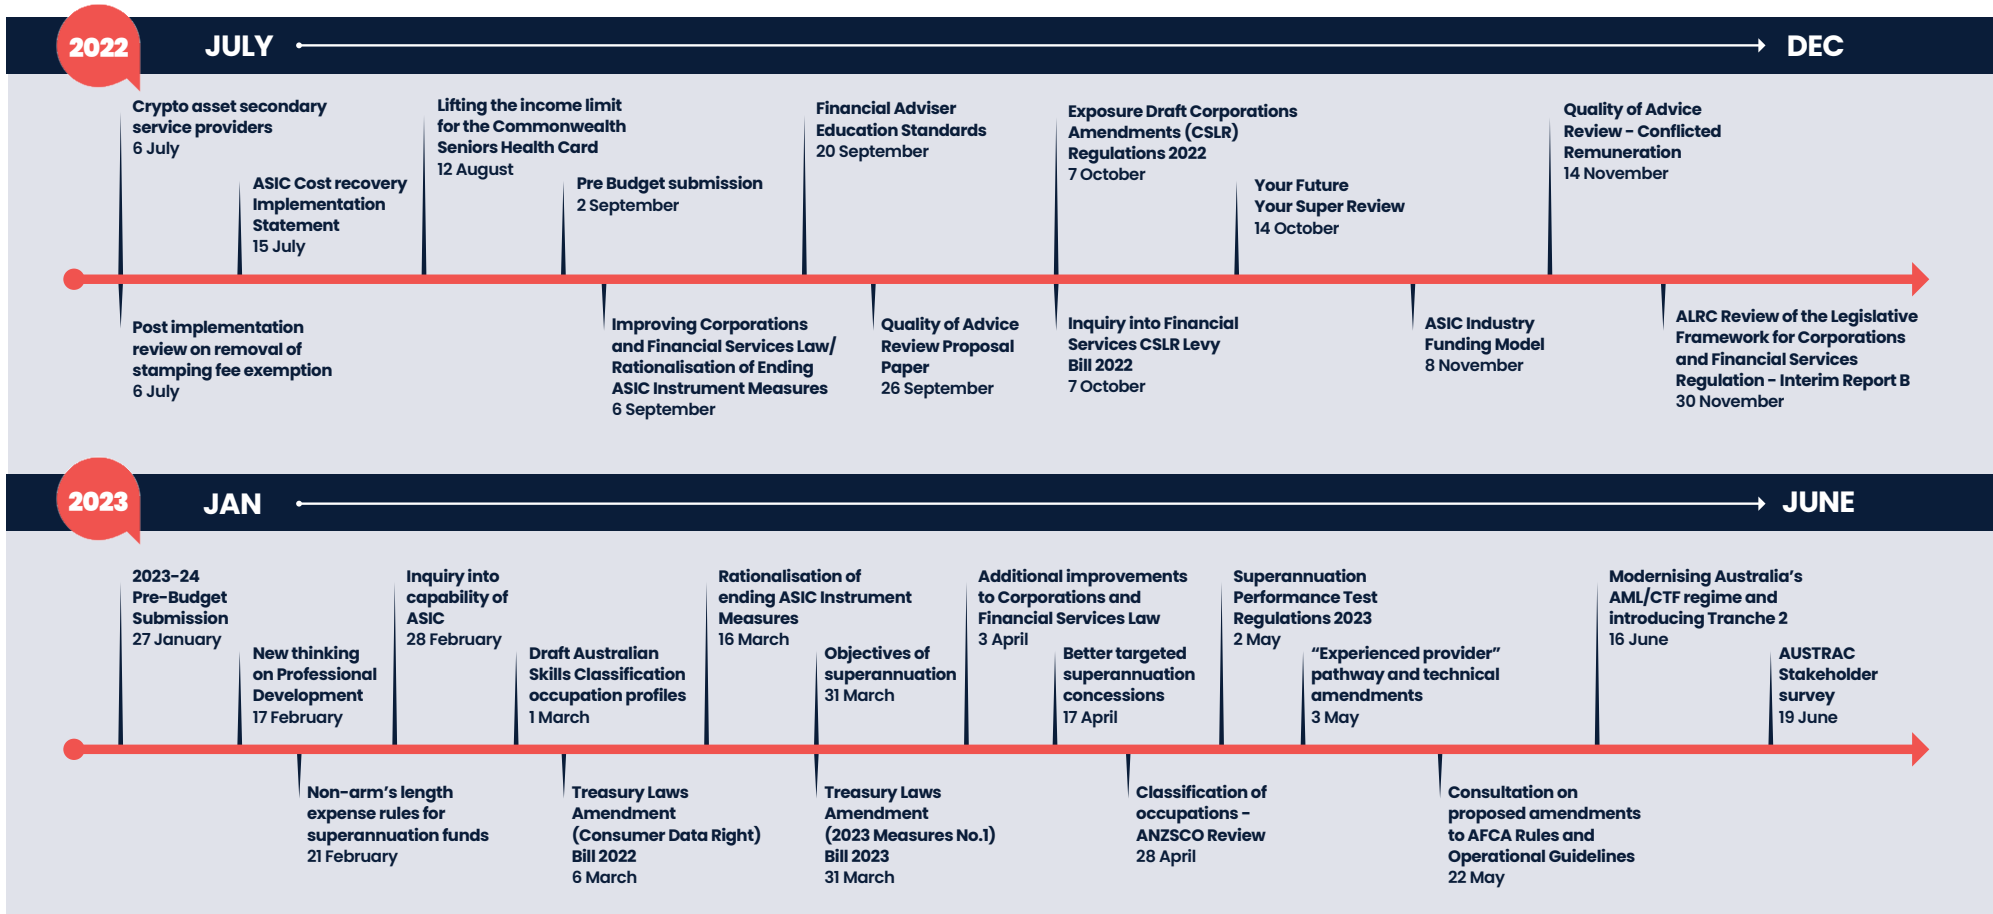 2022
JULY
DEC
Crypto asset secondary
service providers
6 July
ASIC Cost recovery
Implementation
Statement
15 July
Lifting the income limit
for the Commonwealth
Seniors Health Card
12 August
Pre Budget submission
2 September
Financial Adviser
Education Standards
20 September
Exposure Draft Corporations
Amendments (CSLR)
Regulations 2022
7 October
Your Future
Your Super Review
14 October
Quality of Advice
Review - Conflicted
Remuneration
14 November
Post implementation
review on removal of
stamping fee exemption
6 July
Improving Corporations
and Financial Services Law/
Rationalisation of Ending
ASIC Instrument Measures
6 September
Quality of Advice
Review Proposal
Paper
26 September
Inquiry into Financial
Services CSLR Levy
Bill 2022
7 October
ASIC Industry
Funding Model
8 November
ALRC Review of the Legislative
Framework for Corporations
and Financial Services
Regulation - Interim Report B
30 November
2023
JAN
JUNE
2023-24
Pre-Budget
Submission
27 January
New thinking
on Professional
Development
17 February
Inquiry into
capability of
ASIC
28 February
Draft Australian
Skills Classification
occupation profiles
1 March
Rationalisation of
ending ASIC Instrument
Measures
16 March
Objectives of
superannuation
31 March
Additional improvements
to Corporations and
Financial Services Law
3 April
Better targeted
superannuation
concessions
17 April
Superannuation
Performance Test
Regulations 2023
2 May
“Experienced provider”
pathway and technical
amendments
3 May
Modernising Australia’s
AML/CTF regime and
introducing Tranche 2
16 June
AUSTRAC
Stakeholder
survey
19 June
Non-arm’s length
expense rules for
superannuation funds
21 February
Treasury Laws
Amendment
(Consumer Data Right)
Bill 2022
6 March
Treasury Laws
Amendment
(2023 Measures No.1)
Bill 2023
31 March
Classification of
occupations -
ANZSCO Review
28 April
Consultation on
proposed amendments
to AFCA Rules and
Operational Guidelines
22 May